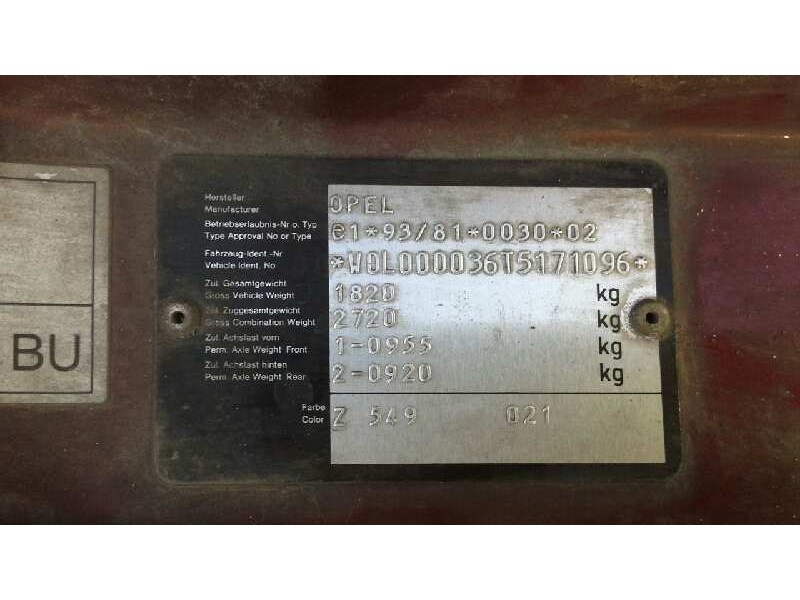 Hersteller
Manufacturer
OPEL
Betriebserlaubnis-Nr o. Typ
Type Approval No or Type
e1*93/81*0030*02
Fahrzeug-Ident.-Nr
Vehicle Ident. No
*W0L000036T5171096*
Zul. Gesamtgewicht
Gross Vehicle Weight
1820 kg
Zul. Zuggesamtgewicht
Gross Combination Weight
2720 kg
Zul. Achslast vorn
Perm. Axle Weight Front
1-0955 kg
Zul. Achslast hinten
Perm. Axle Weight Rear
2-0920 kg
Farbe
Color
Z 549 021
BU